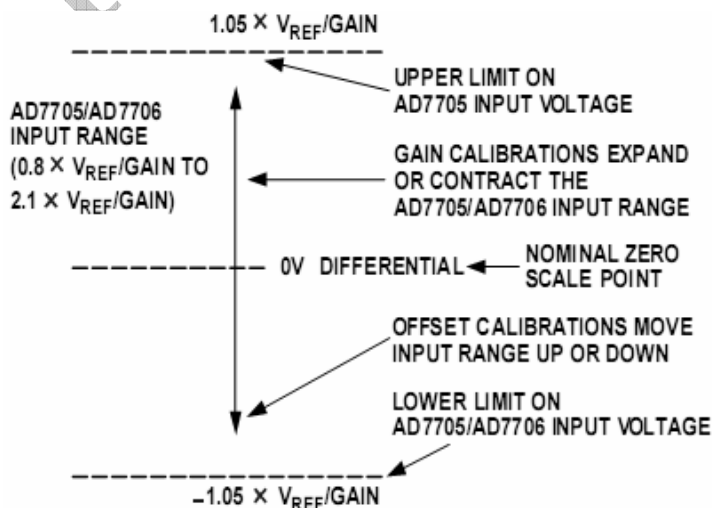 1.05 × VREF/GAIN
UPPER LIMIT ON
AD7705 INPUT VOLTAGE
AD7705/AD7706
INPUT RANGE
(0.8 × VREF/GAIN TO
2.1 × VREF/GAIN)
GAIN CALIBRATIONS EXPAND
OR CONTRACT THE
AD7705/AD7706 INPUT RANGE
0V DIFFERENTIAL
NOMINAL ZERO
SCALE POINT
OFFSET CALIBRATIONS MOVE
INPUT RANGE UP OR DOWN
LOWER LIMIT ON
AD7705/AD7706 INPUT VOLTAGE
–1.05 × VREF/GAIN